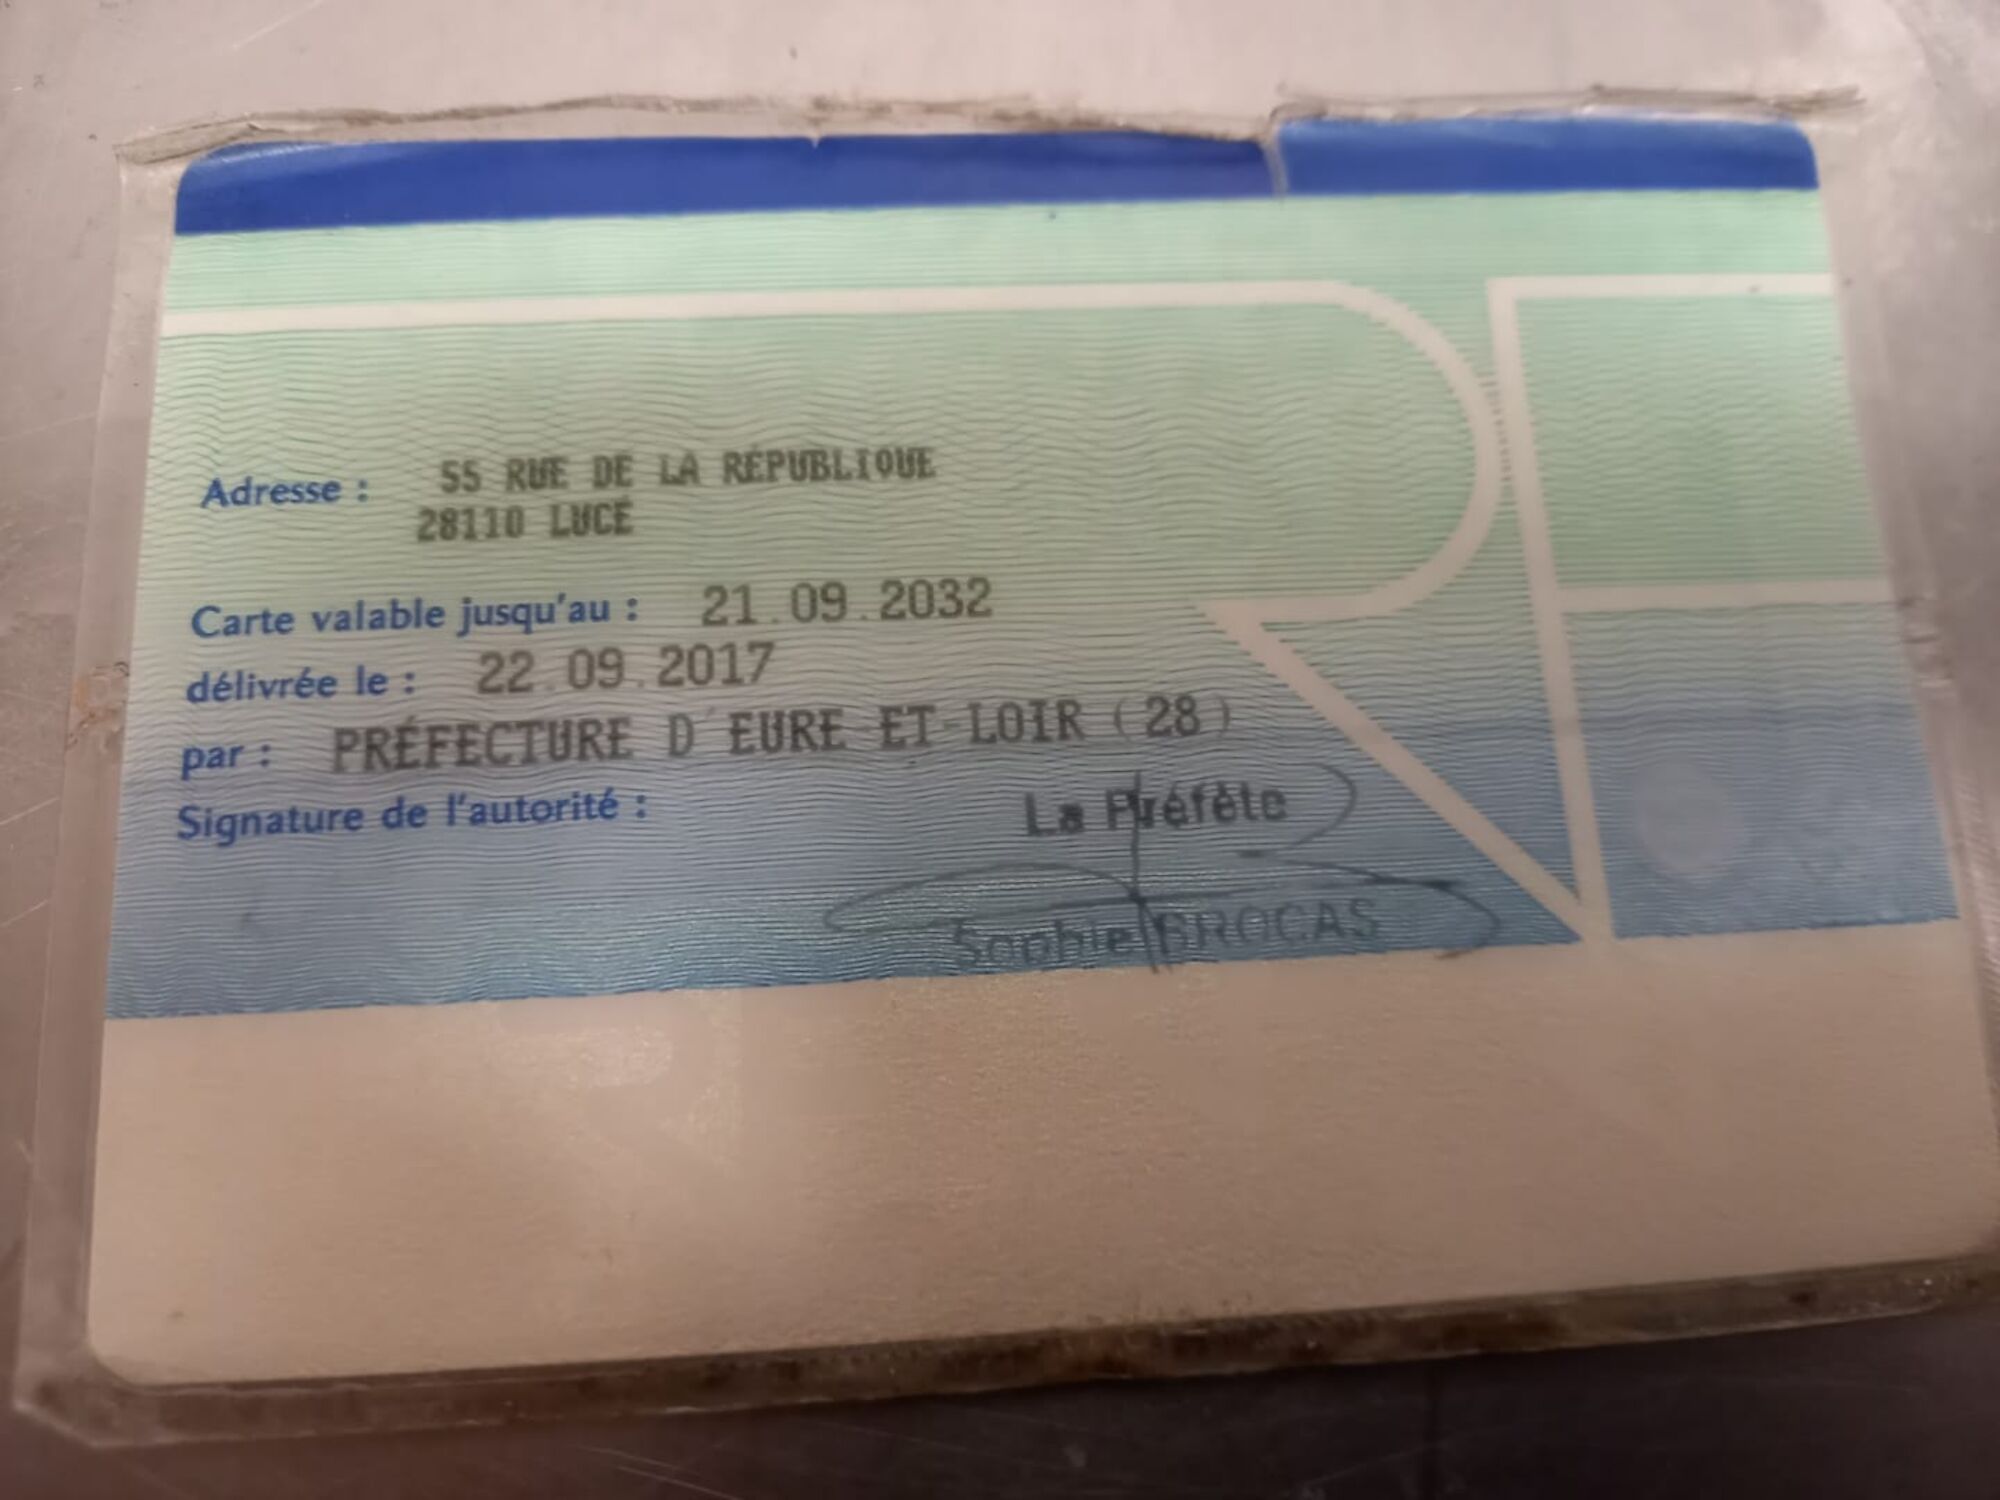 Adresse : 55 RUE DE LA RÉPUBLIQUE
28110 LUCÉ
Carte valable jusqu'au : 21.09.2032
délivrée le : 22.09.2017
par : PRÉFECTURE D'EURE-ET-LOIR (28)
Signature de l'autorité :
La Préfète
Sophie BROCAS